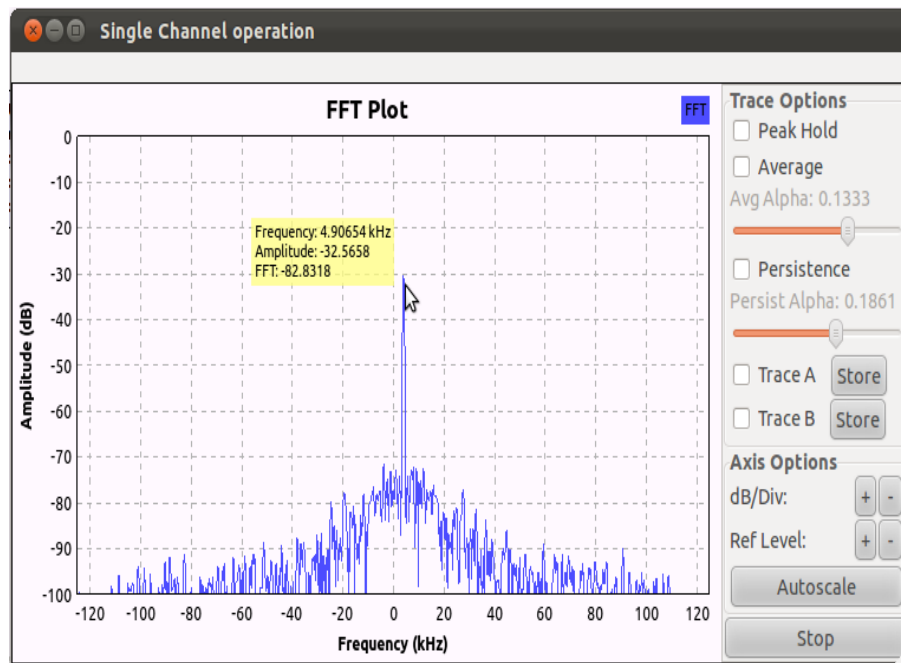 Single Channel operation
FFT Plot
FFT
0
-10
-20
-30
-40
-50
-60
-70
-80
-90
-100
Amplitude (dB)
Frequency: 4.90654 kHz
Amplitude: -32.5658
FFT: -82.8318
-120 -100 -80 -60 -40 -20 0 20 40 60 80 100 120
Frequency (kHz)
Trace Options
Peak Hold
Average
Avg Alpha: 0.1333
Persistence
Persist Alpha: 0.1861
Trace A Store
Trace B Store
Axis Options
dB/Div: + -
Ref Level: + -
Autoscale
Stop